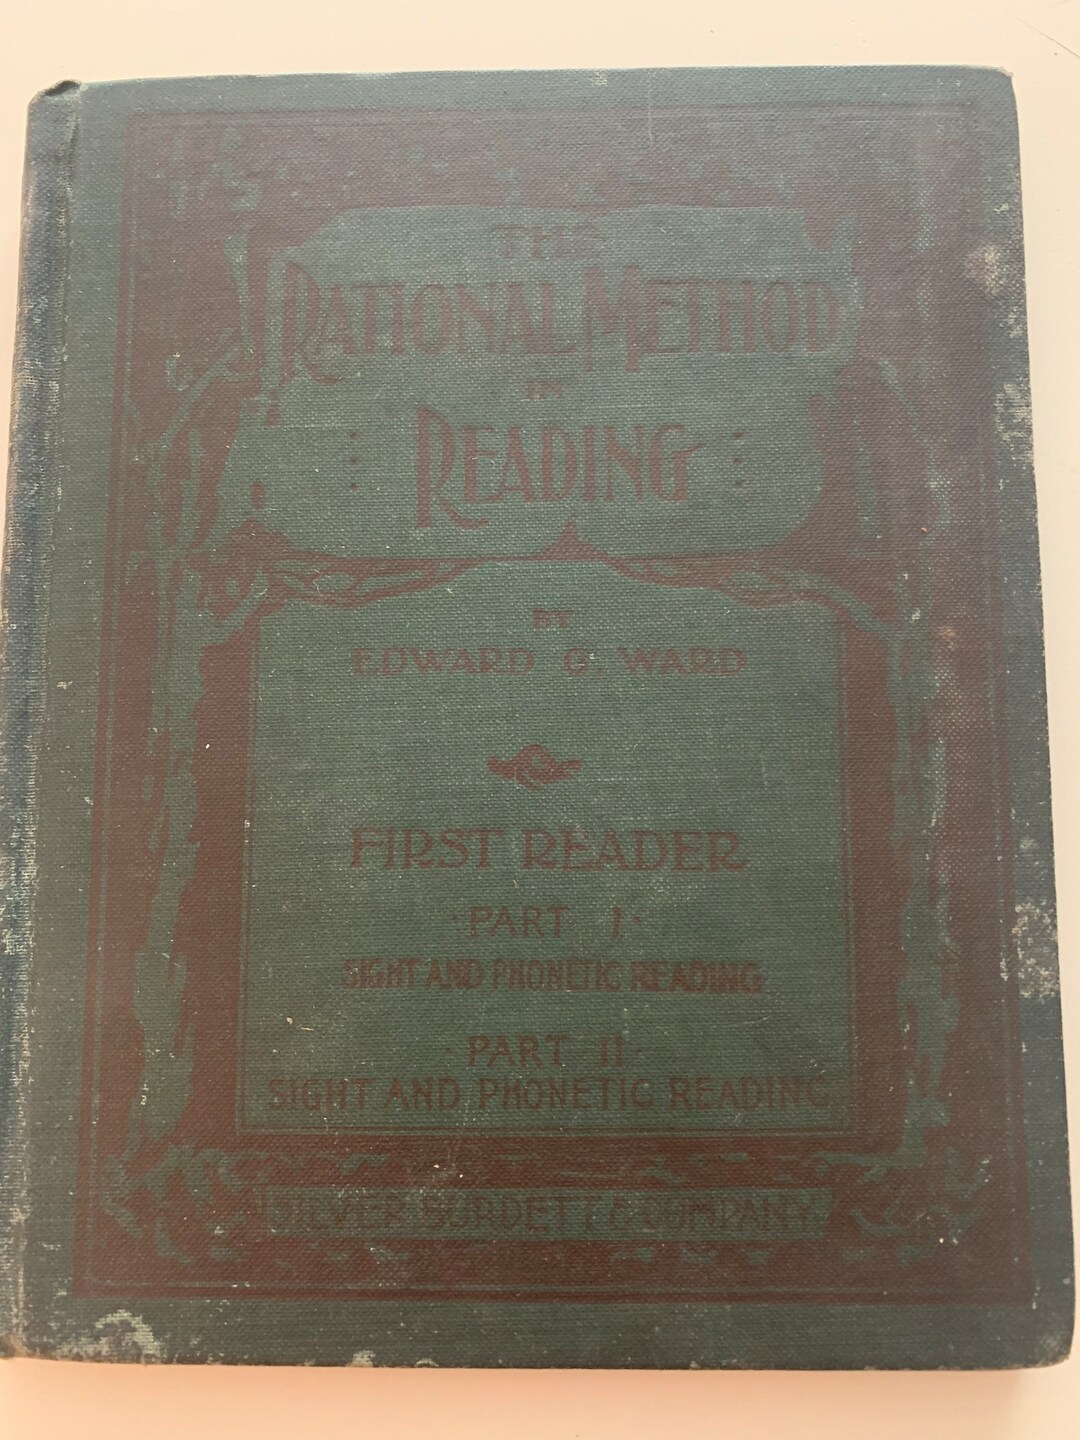 THE
RATIONAL METHOD
IN
READING
BY
EDWARD G. WARD
FIRST READER
PART I.
SIGHT AND PHONETIC READING
PART II
SIGHT AND PHONETIC READING
SILVER BURDETT & COMPANY